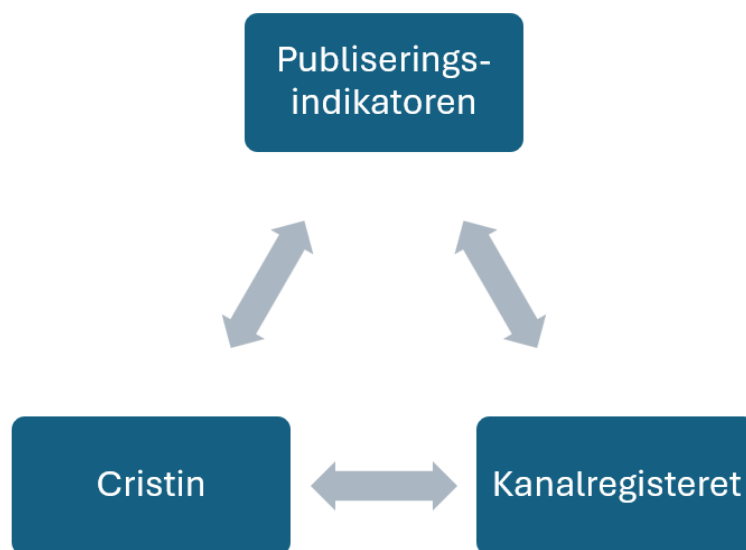 Publiserings-
indikatoren
Cristin
Kanalregisteret